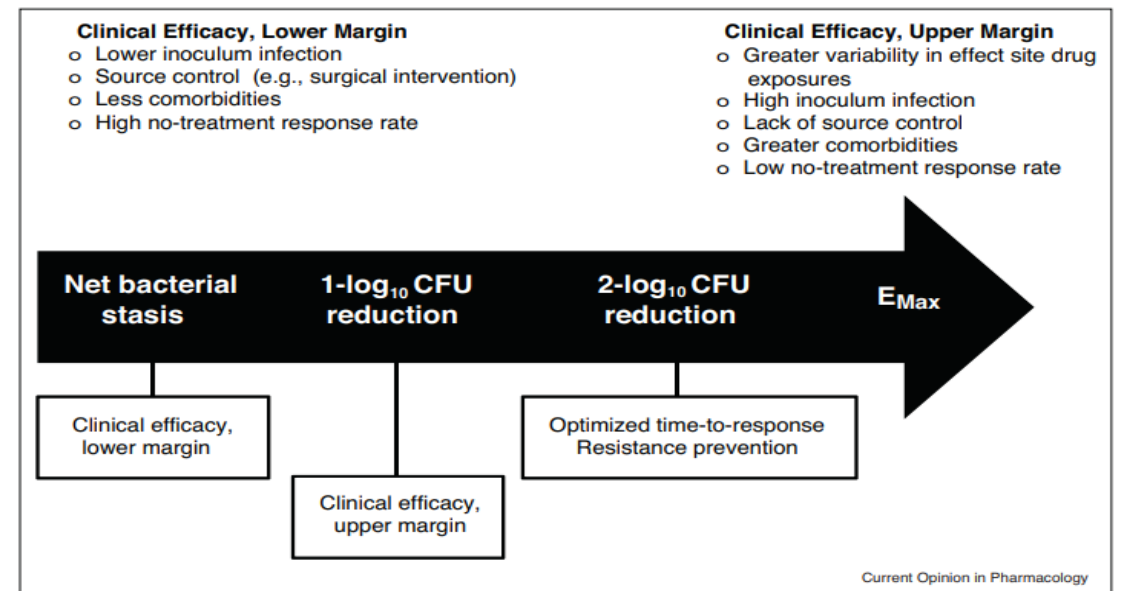 Clinical Efficacy, Lower Margin
o Lower inoculum infection
o Source control (e.g., surgical intervention)
o Less comorbidities
o High no-treatment response rate
Clinical Efficacy, Upper Margin
o Greater variability in effect site drug
exposures
o High inoculum infection
o Lack of source control
o Greater comorbidities
o Low no-treatment response rate
Net bacterial
stasis
1-log₁₀ CFU
reduction
2-log₁₀ CFU
reduction
EMax
Clinical efficacy,
lower margin
Clinical efficacy,
upper margin
Optimized time-to-response
Resistance prevention
Current Opinion in Pharmacology